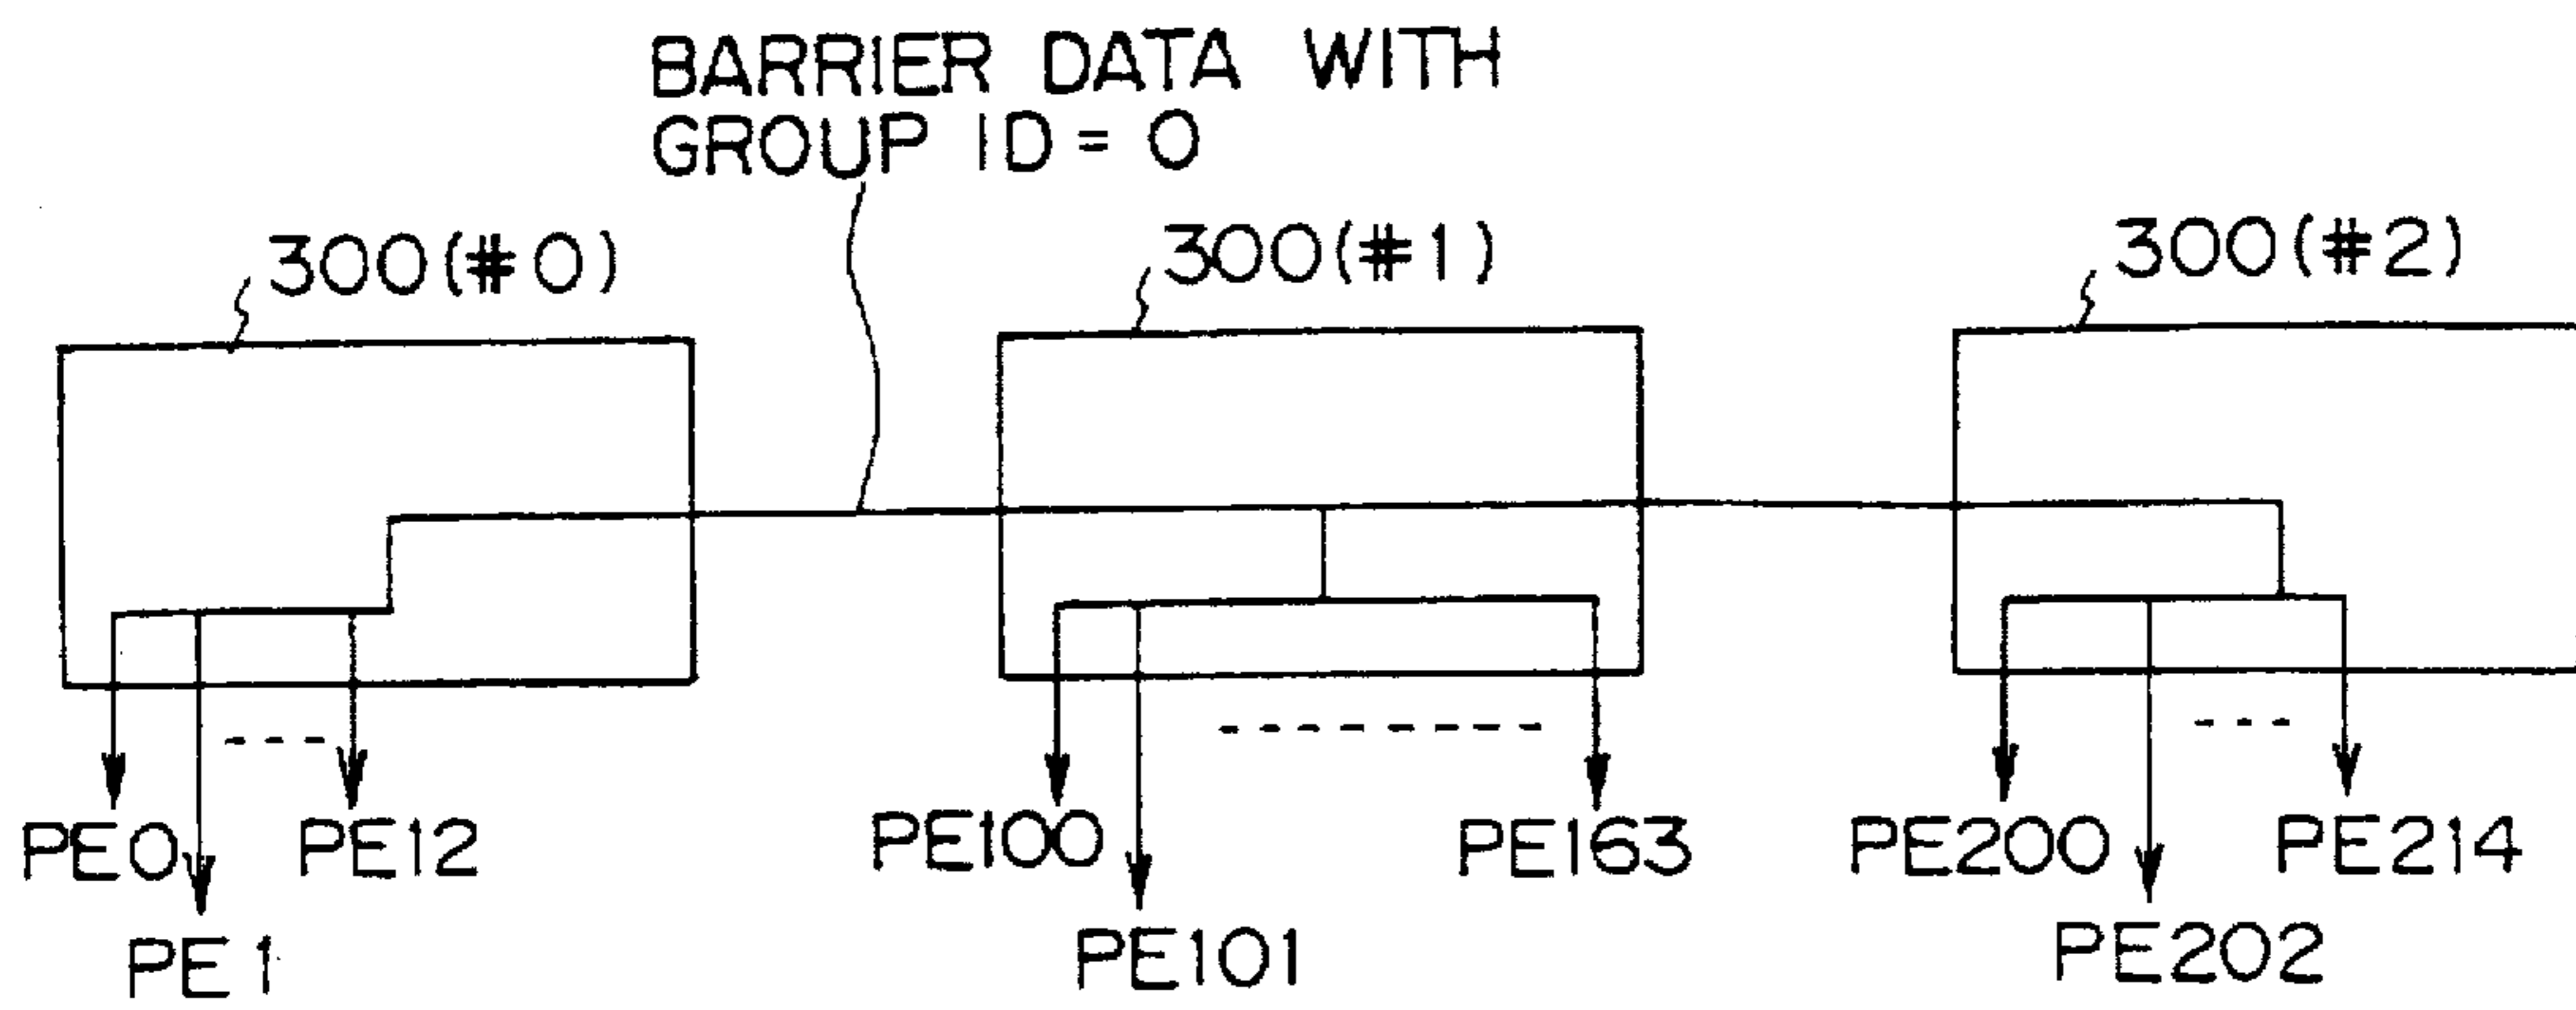 BARRIER DATA WITH
GROUP ID = 0
300(#0)
300(#1)
300(#2)
PE0
PE12
PE100
PE163
PE200
PE214
PE1
PE101
PE202